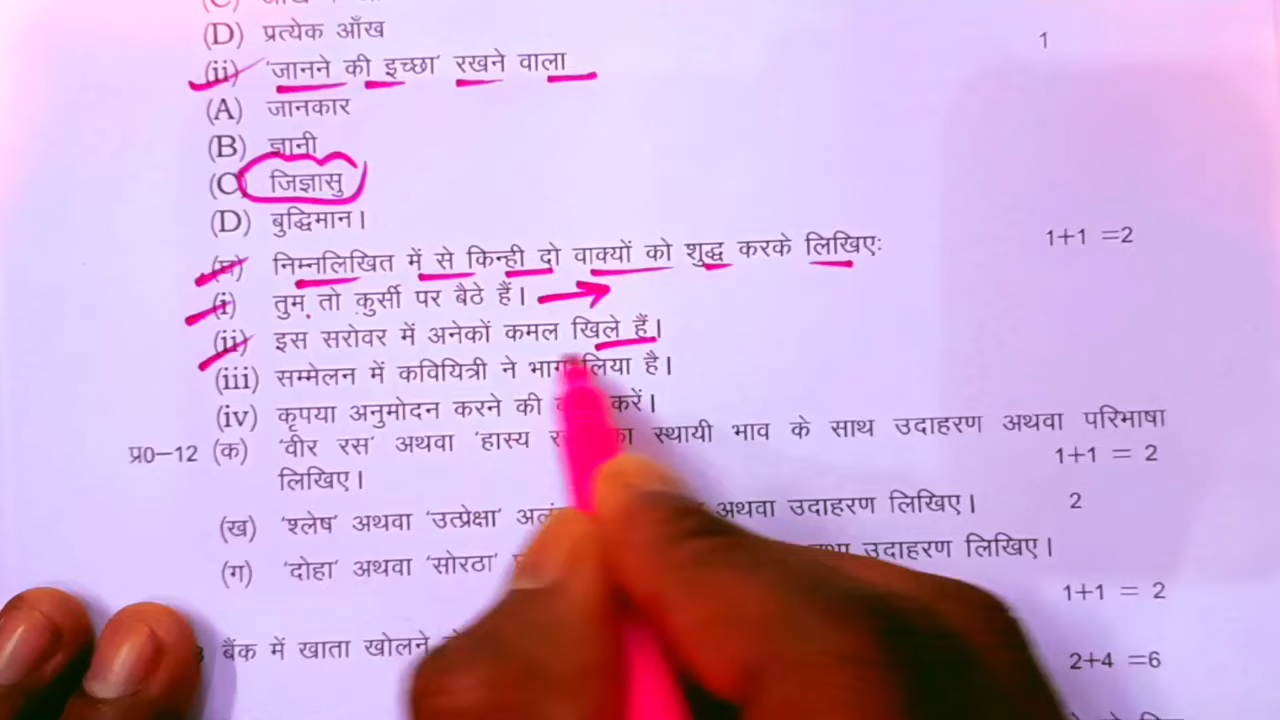 (D) प्रत्येक आँख
1
(ii) 'जानने की इच्छा' रखने वाला
(A) जानकार
(B) ज्ञानी
(C) जिज्ञासु
(D) बुद्धिमान।
निम्नलिखित में से किन्ही दो वाक्यों को शुद्ध करके लिखिएः 1+1 =2
(i) तुम तो कुर्सी पर बैठे हैं।
(ii) इस सरोवर में अनेकों कमल खिले हैं।
(iii) सम्मेलन में कवियित्री ने भाग लिया है।
(iv) कृपया अनुमोदन करने की करें।
प्र0–12 (क) 'वीर रस' अथवा 'हास्य का स्थायी भाव के साथ उदाहरण अथवा परिभाषा
लिखिए। 1+1 = 2
(ख) 'श्लेष' अथवा 'उत्प्रेक्षा' अथवा उदाहरण लिखिए। 2
(ग) 'दोहा' अथवा 'सोरठा' उदाहरण लिखिए।
1+1 = 2
बैंक में खाता खोलने
2+4 =6